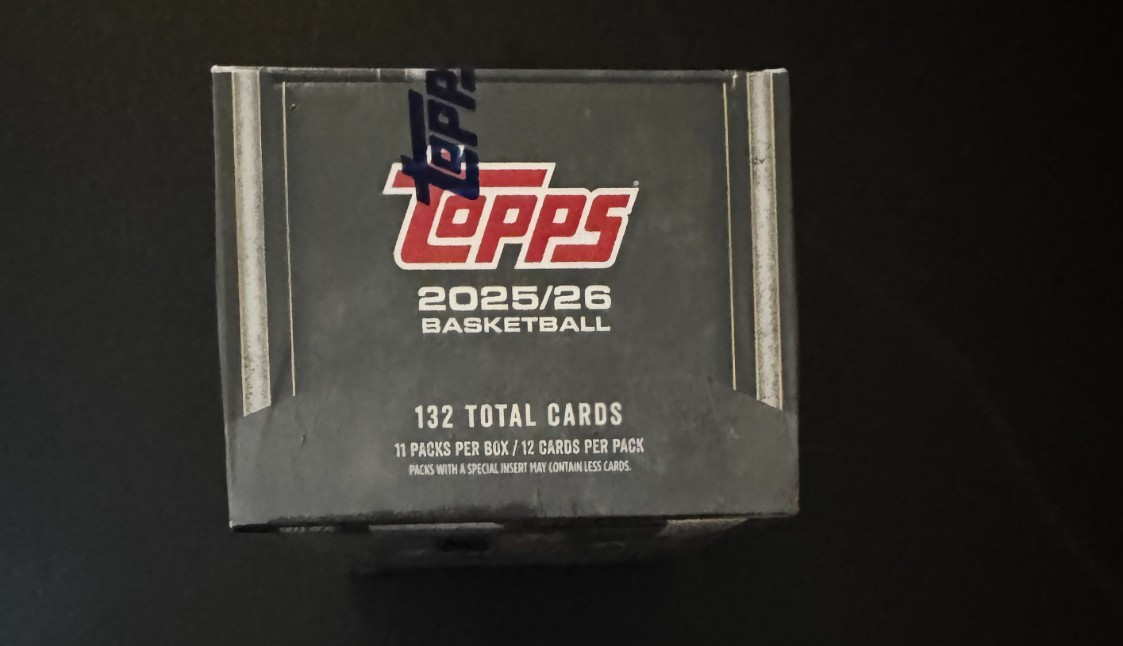 Topps
Topps
2025/26
BASKETBALL
132 TOTAL CARDS
11 PACKS PER BOX / 12 CARDS PER PACK
PACKS WITH A SPECIAL INSERT MAY CONTAIN LESS CARDS.